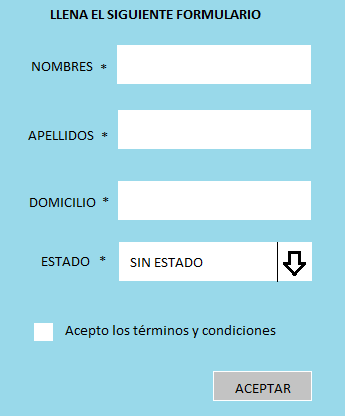 LLENA EL SIGUIENTE FORMULARIO
NOMBRES *
APELLIDOS *
DOMICILIO *
ESTADO * SIN ESTADO
Acepto los términos y condiciones
ACEPTAR